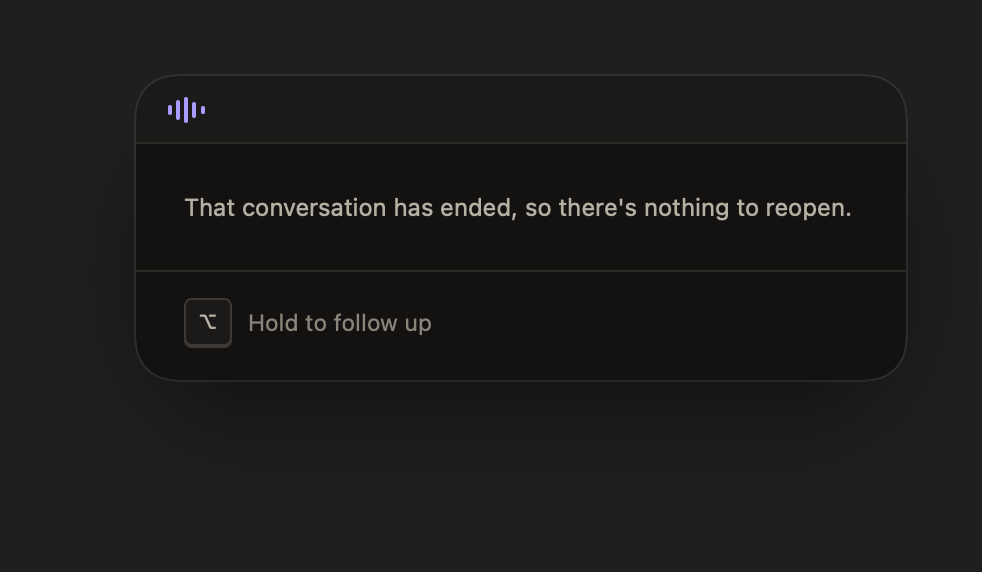 That conversation has ended, so there's nothing to reopen.
⌥ Hold to follow up